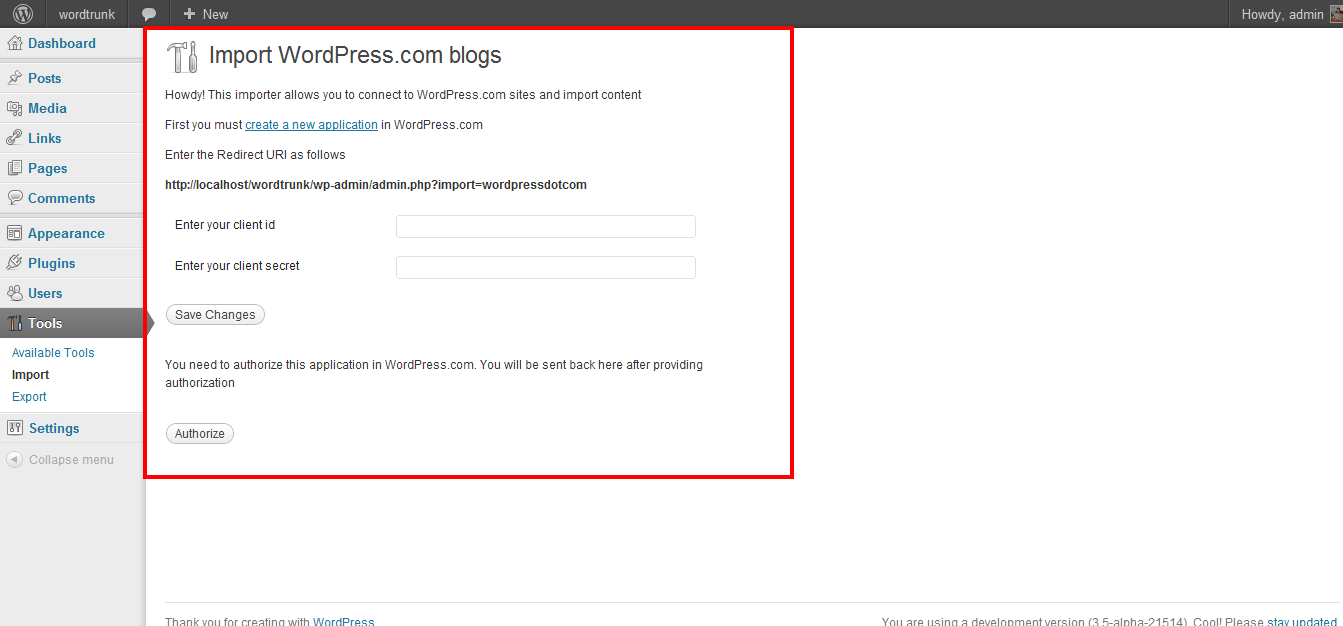 wordtrunk
New
Howdy, admin
Dashboard
Posts
Media
Links
Pages
Comments
Appearance
Plugins
Users
Tools
Available Tools
Import
Export
Settings
Collapse menu
Import WordPress.com blogs
Howdy! This importer allows you to connect to WordPress.com sites and import content
First you must create a new application in WordPress.com
Enter the Redirect URI as follows
http://localhost/wordtrunk/wp-admin/admin.php?import=wordpressdotcom
Enter your client id
Enter your client secret
Save Changes
You need to authorize this application in WordPress.com. You will be sent back here after providing
authorization
Authorize
Thank you for creating with WordPress
You are using a development version (3.5-alpha-21514). Cool! Please stay updated.